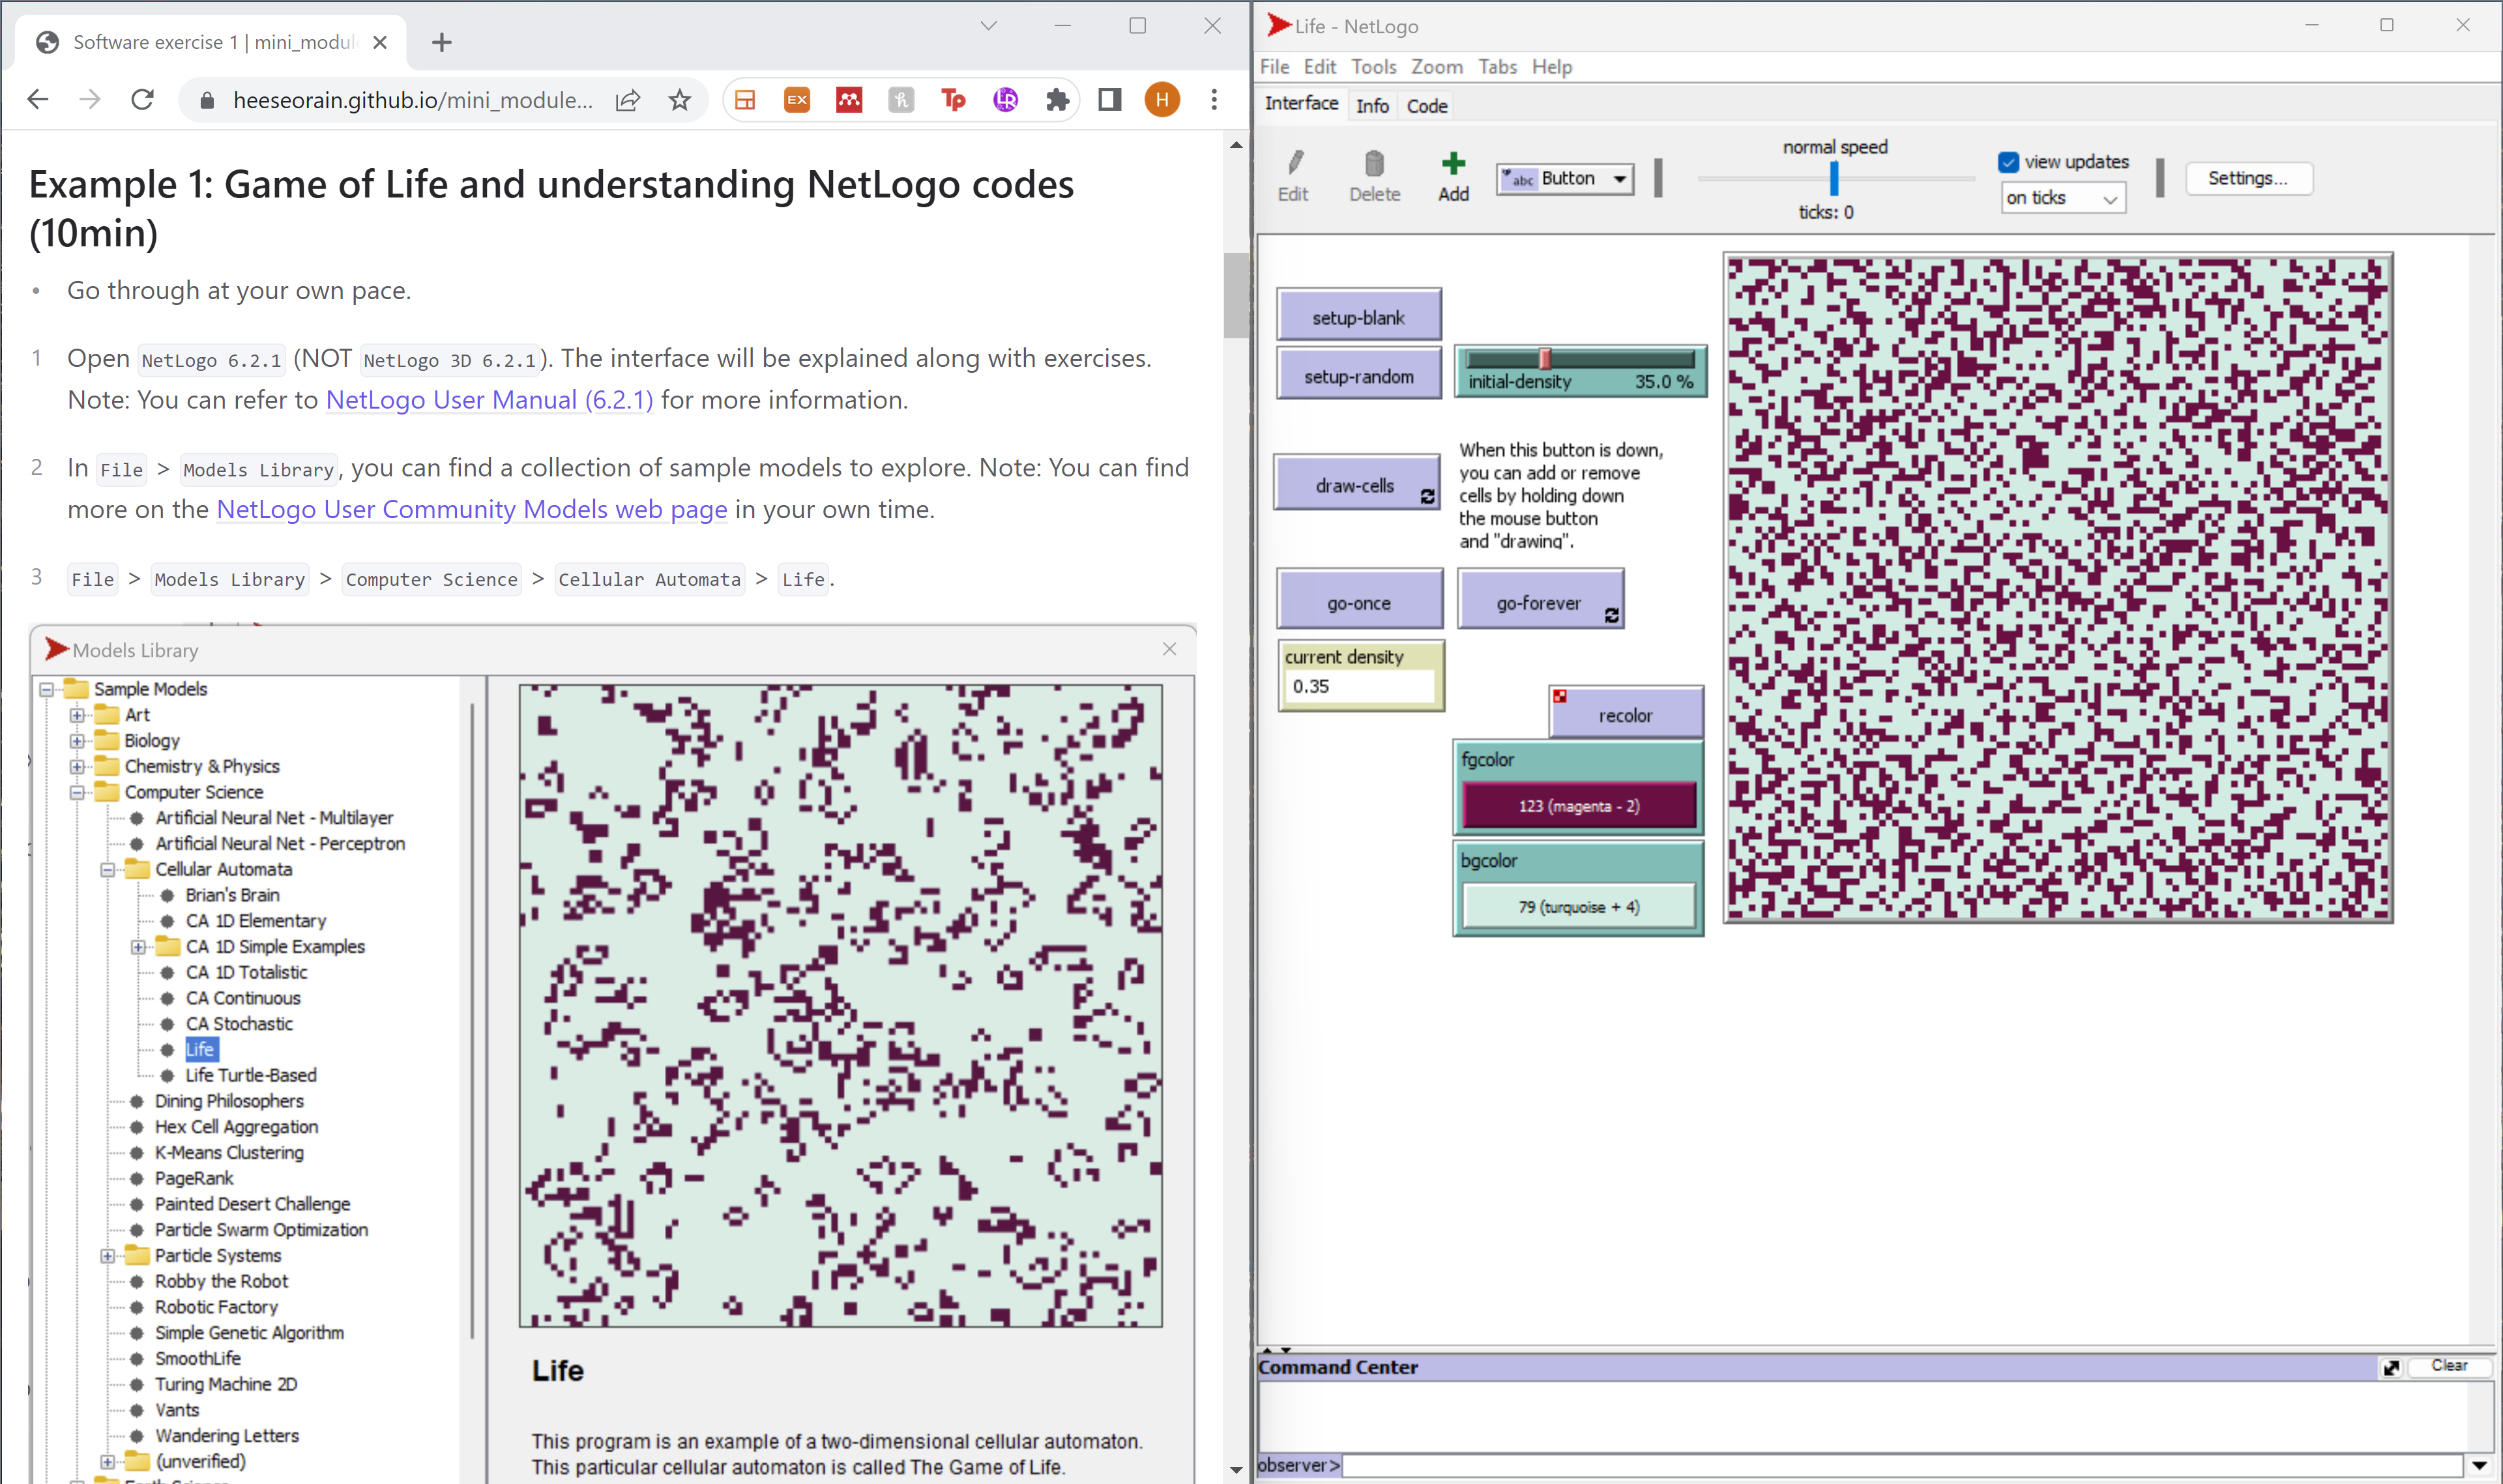 Software exercise 1 | mini_modul
heeseorain.github.io/mini_module...
EX
Tp
LR
H
Example 1: Game of Life and understanding NetLogo codes
(10min)
• Go through at your own pace.
1 Open NetLogo 6.2.1 (NOT NetLogo 3D 6.2.1). The interface will be explained along with exercises.
Note: You can refer to NetLogo User Manual (6.2.1) for more information.
2 In File > Models Library, you can find a collection of sample models to explore. Note: You can find
more on the NetLogo User Community Models web page in your own time.
3 File > Models Library > Computer Science > Cellular Automata > Life.
Models Library
Sample Models
Art
Biology
Chemistry & Physics
Computer Science
Artificial Neural Net - Multilayer
Artificial Neural Net - Perceptron
Cellular Automata
Brian's Brain
CA 1D Elementary
CA 1D Simple Examples
CA 1D Totalistic
CA Continuous
CA Stochastic
Life
Life Turtle-Based
Dining Philosophers
Hex Cell Aggregation
K-Means Clustering
PageRank
Painted Desert Challenge
Particle Swarm Optimization
Particle Systems
Robby the Robot
Robotic Factory
Simple Genetic Algorithm
SmoothLife
Turing Machine 2D
Vants
Wandering Letters
(unverified)
Life
This program is an example of a two-dimensional cellular automaton.
This particular cellular automaton is called The Game of Life.
Life - NetLogo
File Edit Tools Zoom Tabs Help
Interface Info Code
Edit
Delete
Add
abc Button
normal speed
ticks: 0
view updates
on ticks
Settings...
setup-blank
setup-random
initial-density 35.0 %
draw-cells
When this button is down,
you can add or remove
cells by holding down
the mouse button
and "drawing".
go-once
go-forever
current density
0.35
recolor
fgcolor
123 (magenta - 2)
bgcolor
79 (turquoise + 4)
Command Center
Clear
observer>